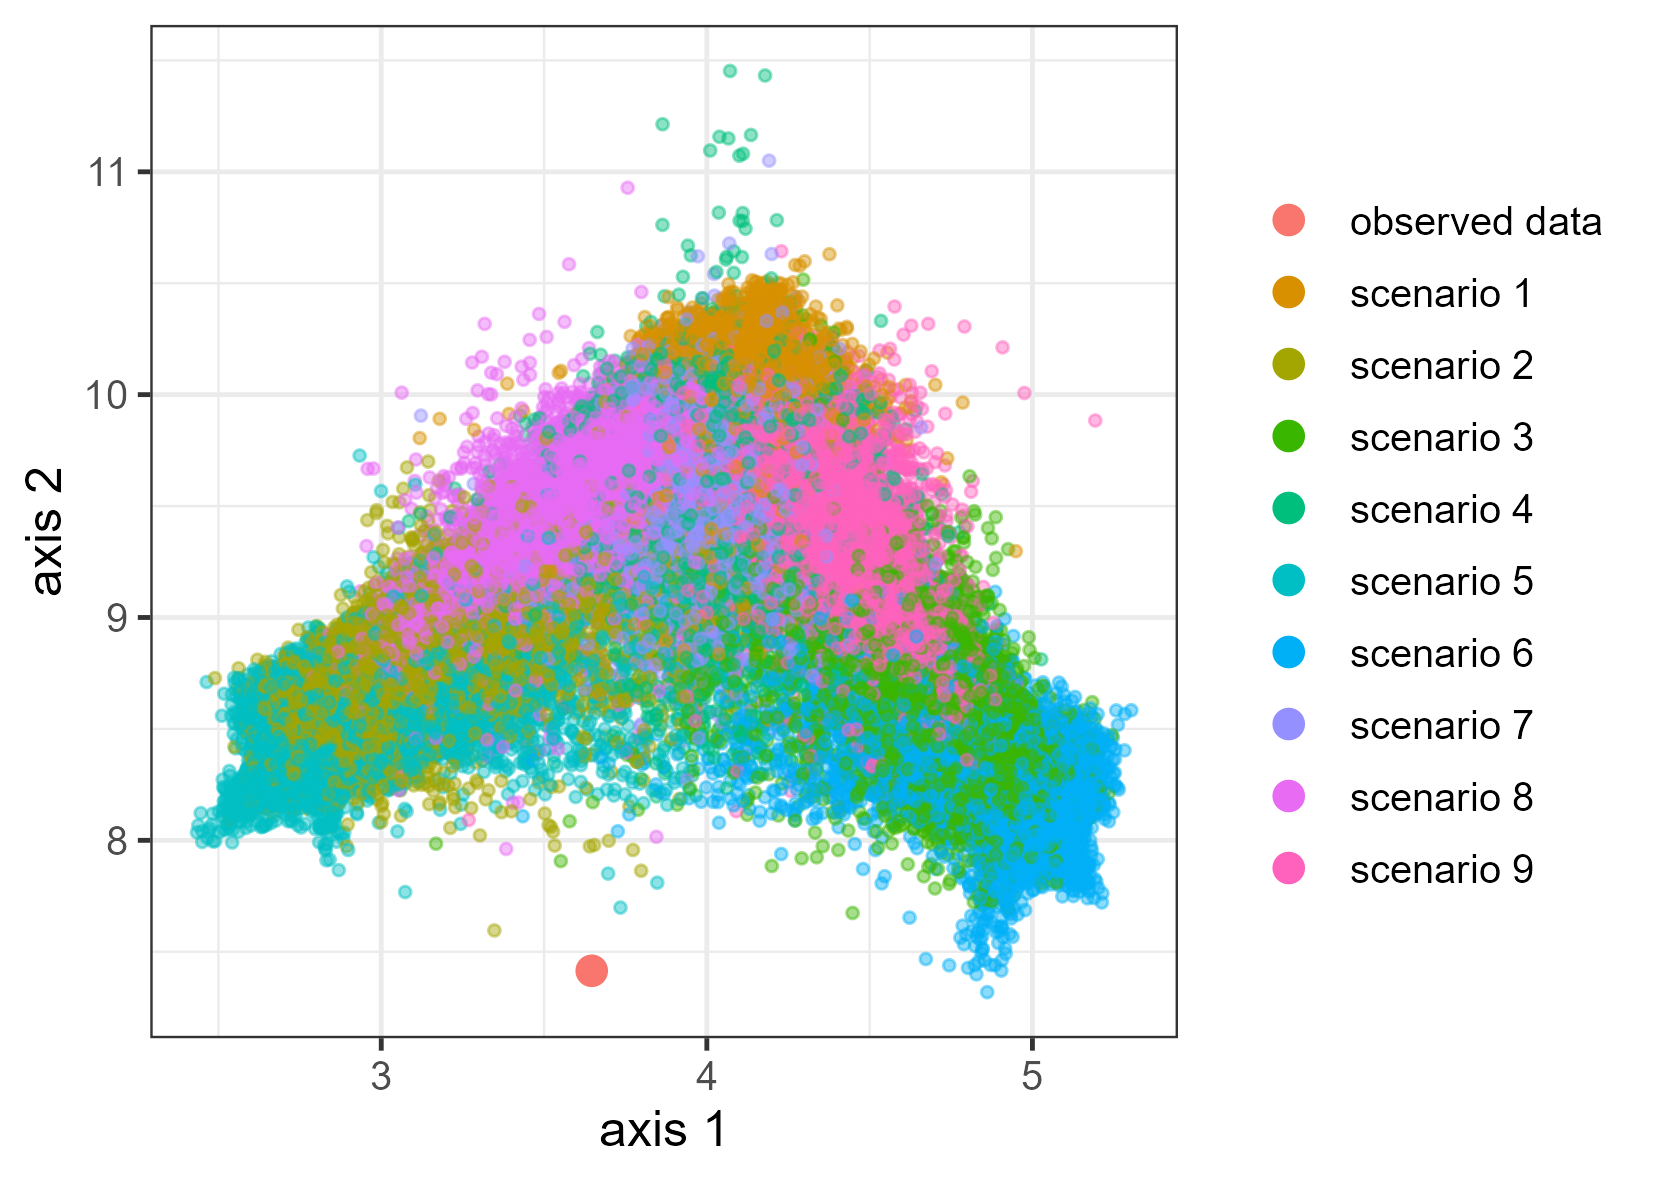 11
10
9
8
axis 2
3 4 5
axis 1
observed data
scenario 1
scenario 2
scenario 3
scenario 4
scenario 5
scenario 6
scenario 7
scenario 8
scenario 9